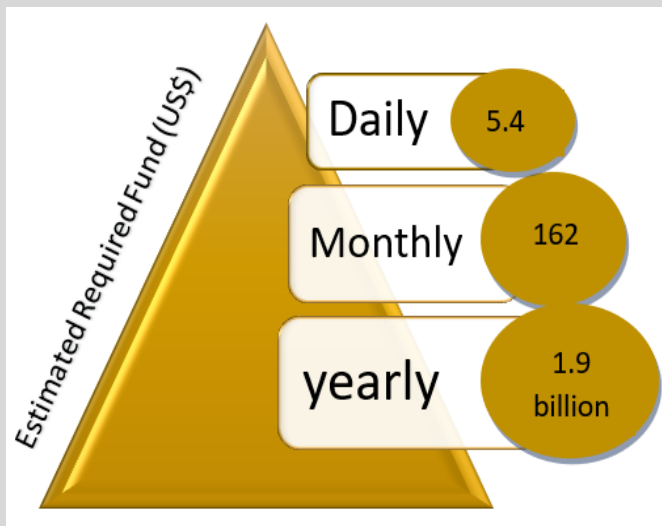 Estimated Required Fund (US$)
Daily
5.4
Monthly
162
yearly
1.9
billion